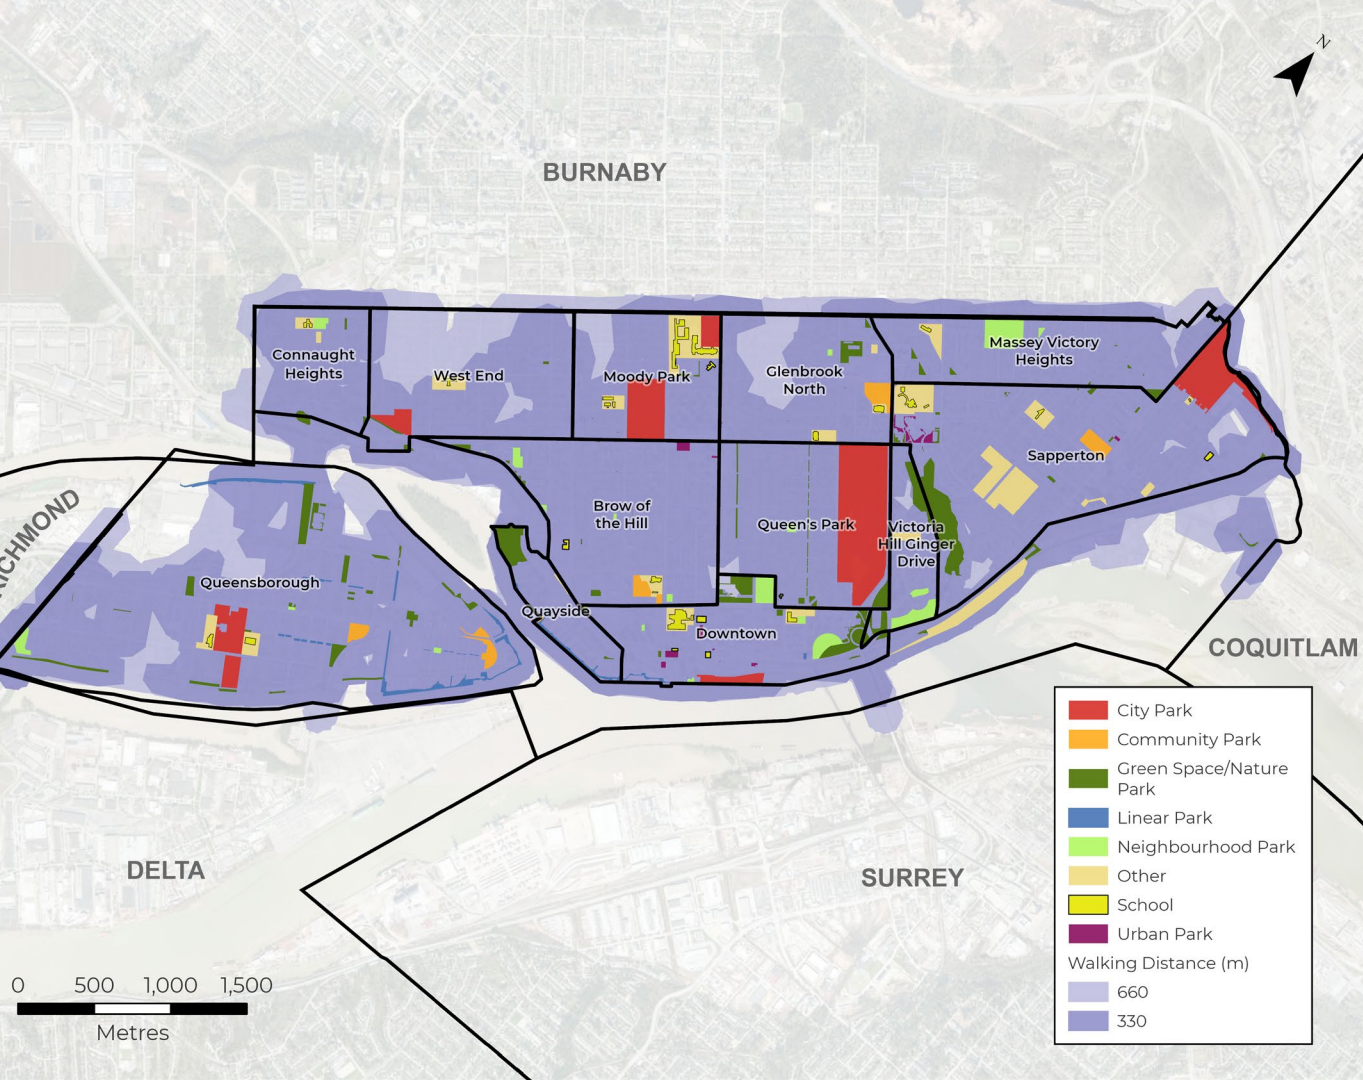 N
BURNABY
Connaught
Heights
West End
Moody Park
Glenbrook
North
Massey Victory
Heights
Sapperton
Brow of
the Hill
Queen's Park
Victoria
Hill Ginger
Drive
RICHMOND
Queensborough
Quayside
Downtown
COQUITLAM
DELTA
SURREY
City Park
Community Park
Green Space/Nature
Park
Linear Park
Neighbourhood Park
Other
School
Urban Park
Walking Distance (m)
660
330
0 500 1,000 1,500
Metres